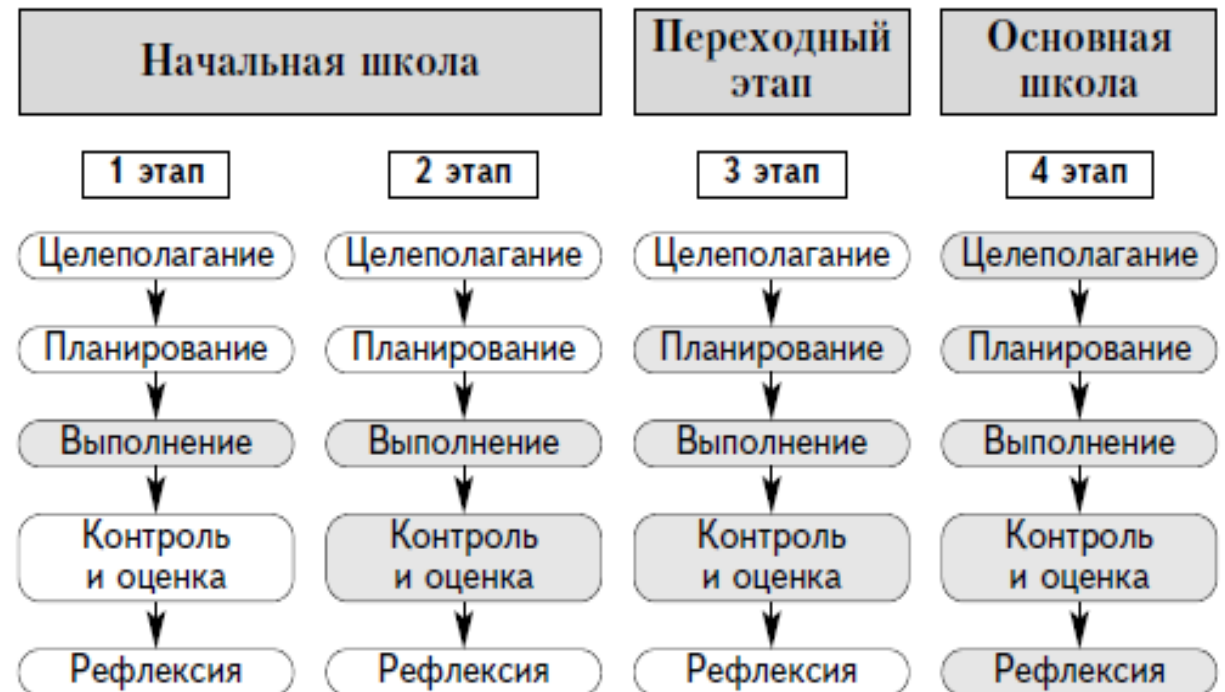 Начальная школа
Переходный
этап
Основная
школа
1 этап
2 этап
3 этап
4 этап
Целеполагание
Целеполагание
Целеполагание
Целеполагание
Планирование
Планирование
Планирование
Планирование
Выполнение
Выполнение
Выполнение
Выполнение
Контроль
и оценка
Контроль
и оценка
Контроль
и оценка
Контроль
и оценка
Рефлексия
Рефлексия
Рефлексия
Рефлексия